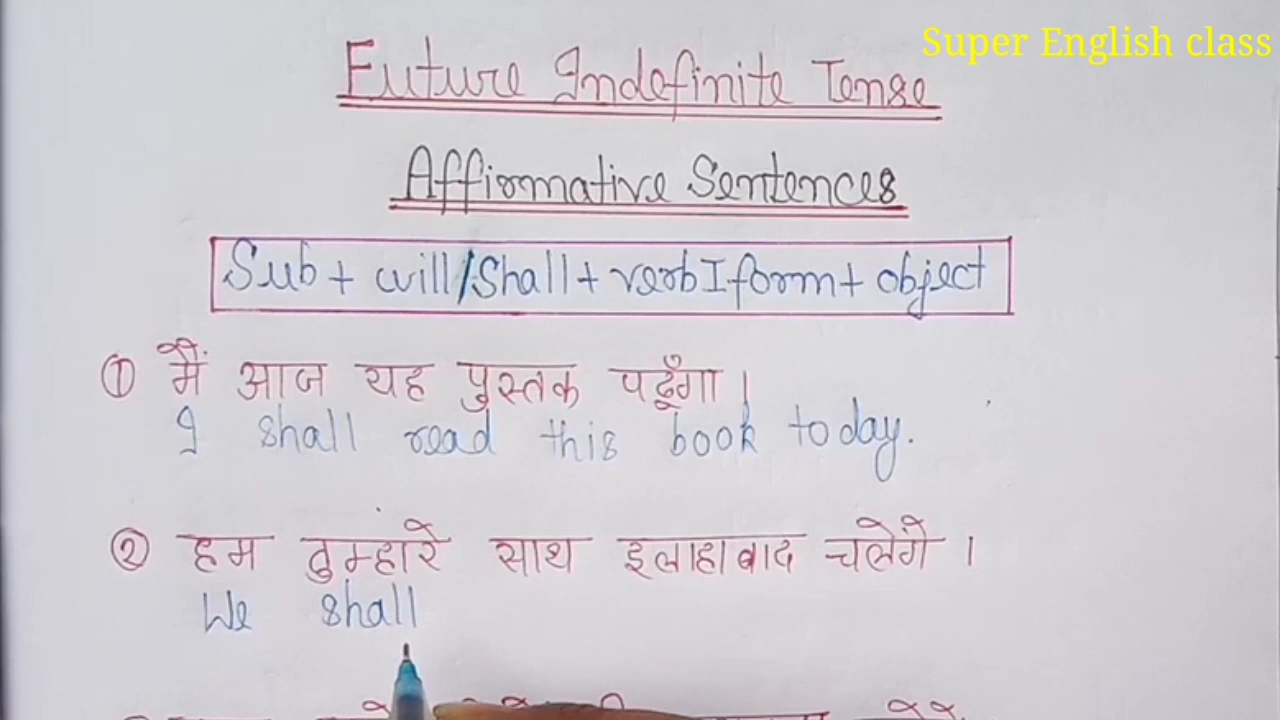 Super English class
Future Indefinite Tense
Affirmative Sentences
Sub + will/Shall + verb I form + object
① मैं आज यह पुस्तक पढूँगा ।
I shall read this book today.
② हम तुम्हारे साथ इलाहाबाद चलेंगे ।
We shall